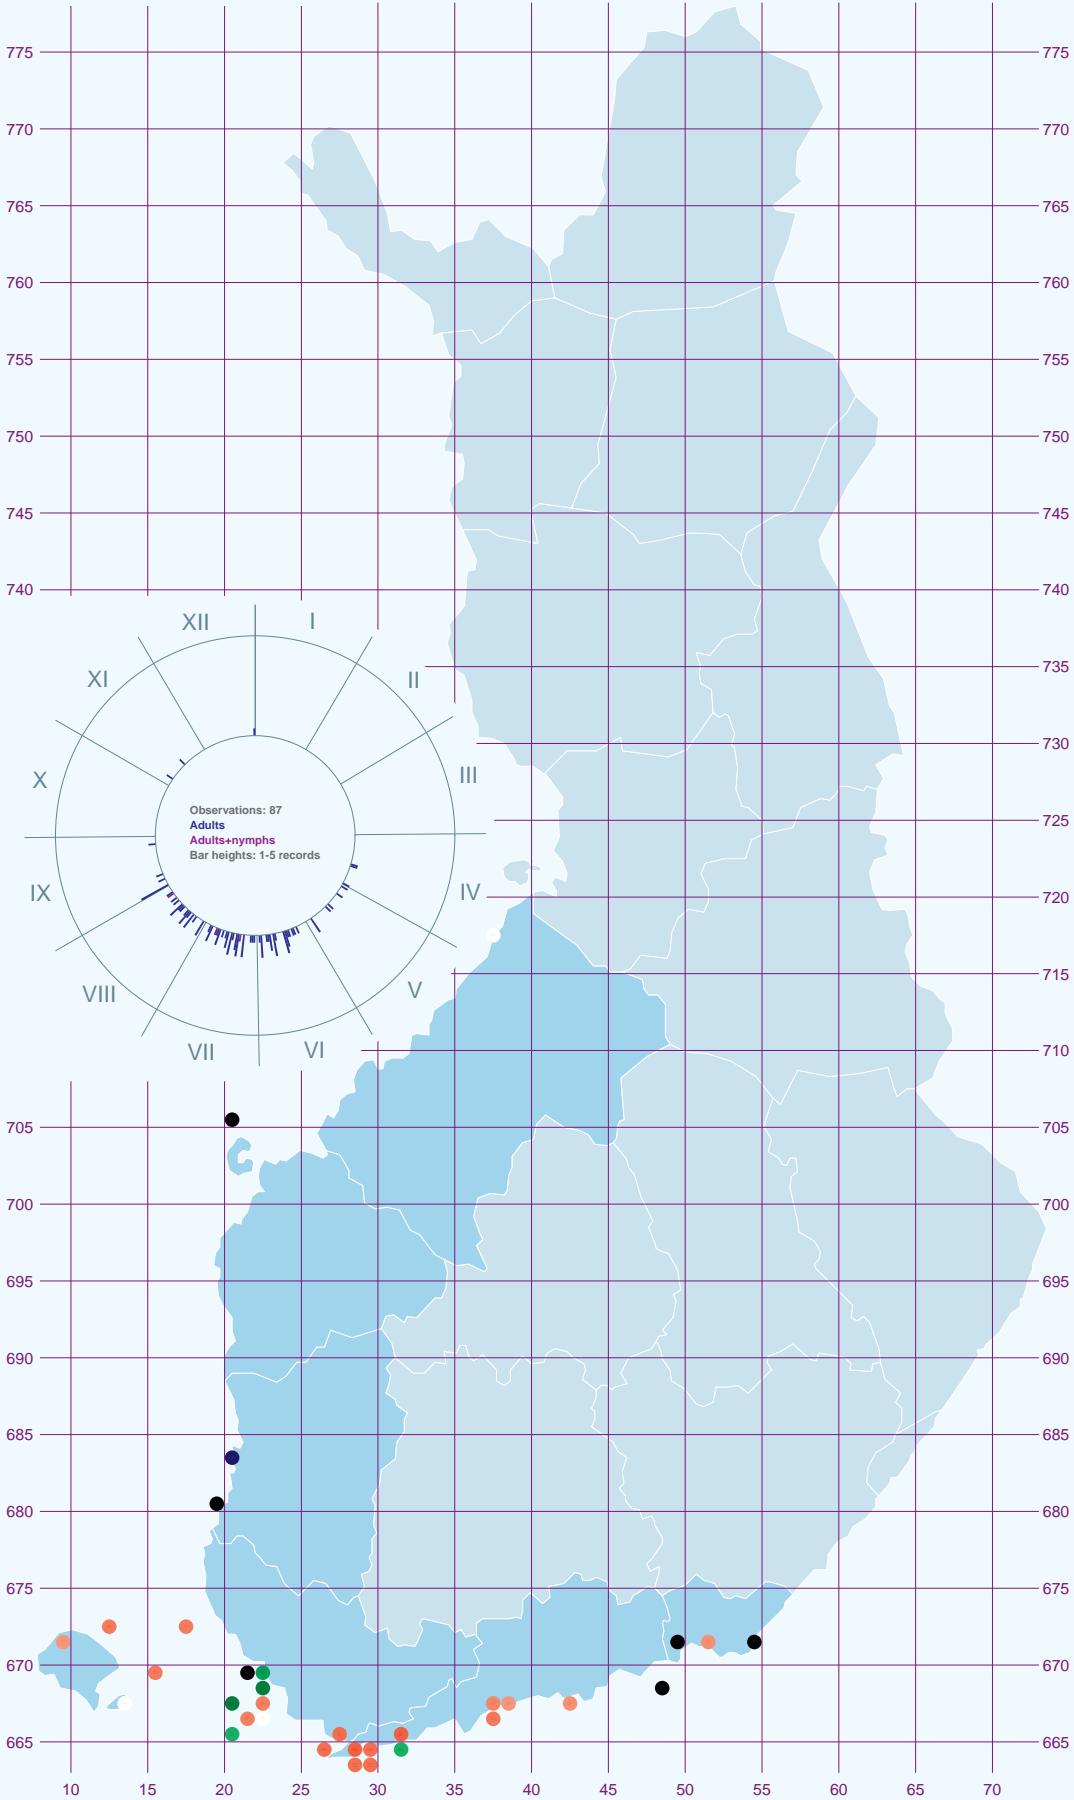 775 775
770 770
765 765
760 760
755 755
750 750
745 745
740 740
XII I
735
XI II
730
X III
Observations: 87
Adults
725
Adults+nymphs
Bar heights: 1-5 records
IX IV
720
VIII V
715
VII VI
710
705 705
700 700
695 695
690 690
685 685
680 680
675 675
670 670
665 665
10 15 20 25 30 35 40 45 50 55 60 65 70